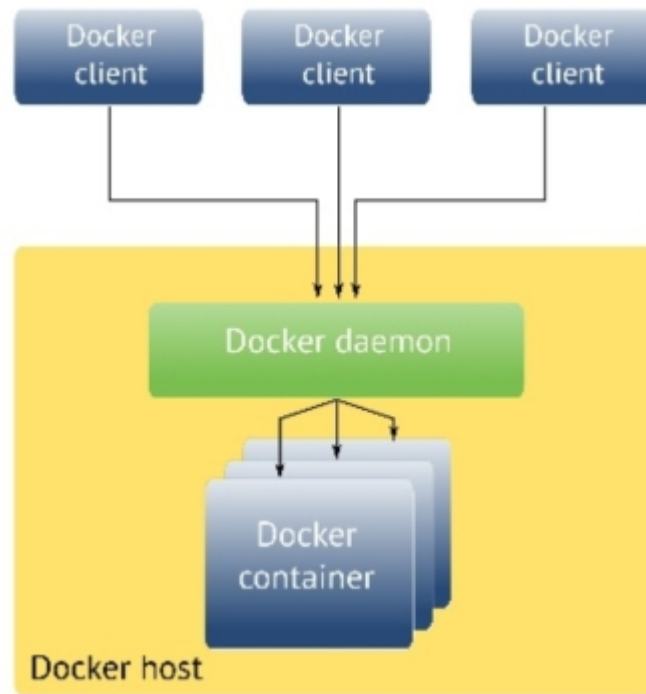 Docker
client
Docker
client
Docker
client
Docker daemon
Docker
container
Docker host